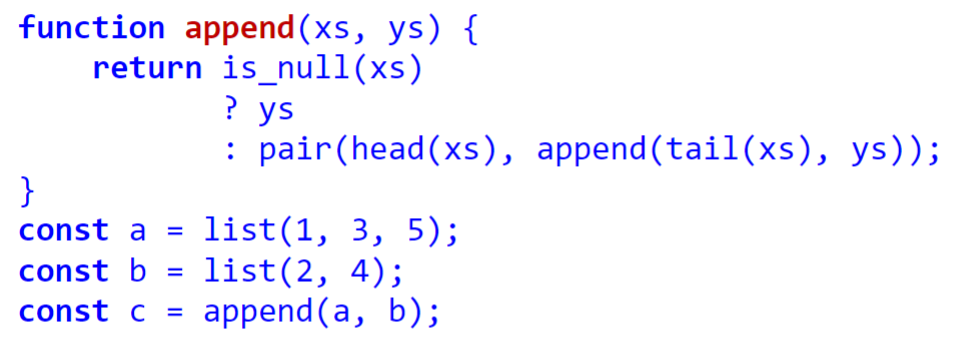 function append(xs, ys) {
    return is_null(xs)
           ? ys
           : pair(head(xs), append(tail(xs), ys));
}
const a = list(1, 3, 5);
const b = list(2, 4);
const c = append(a, b);